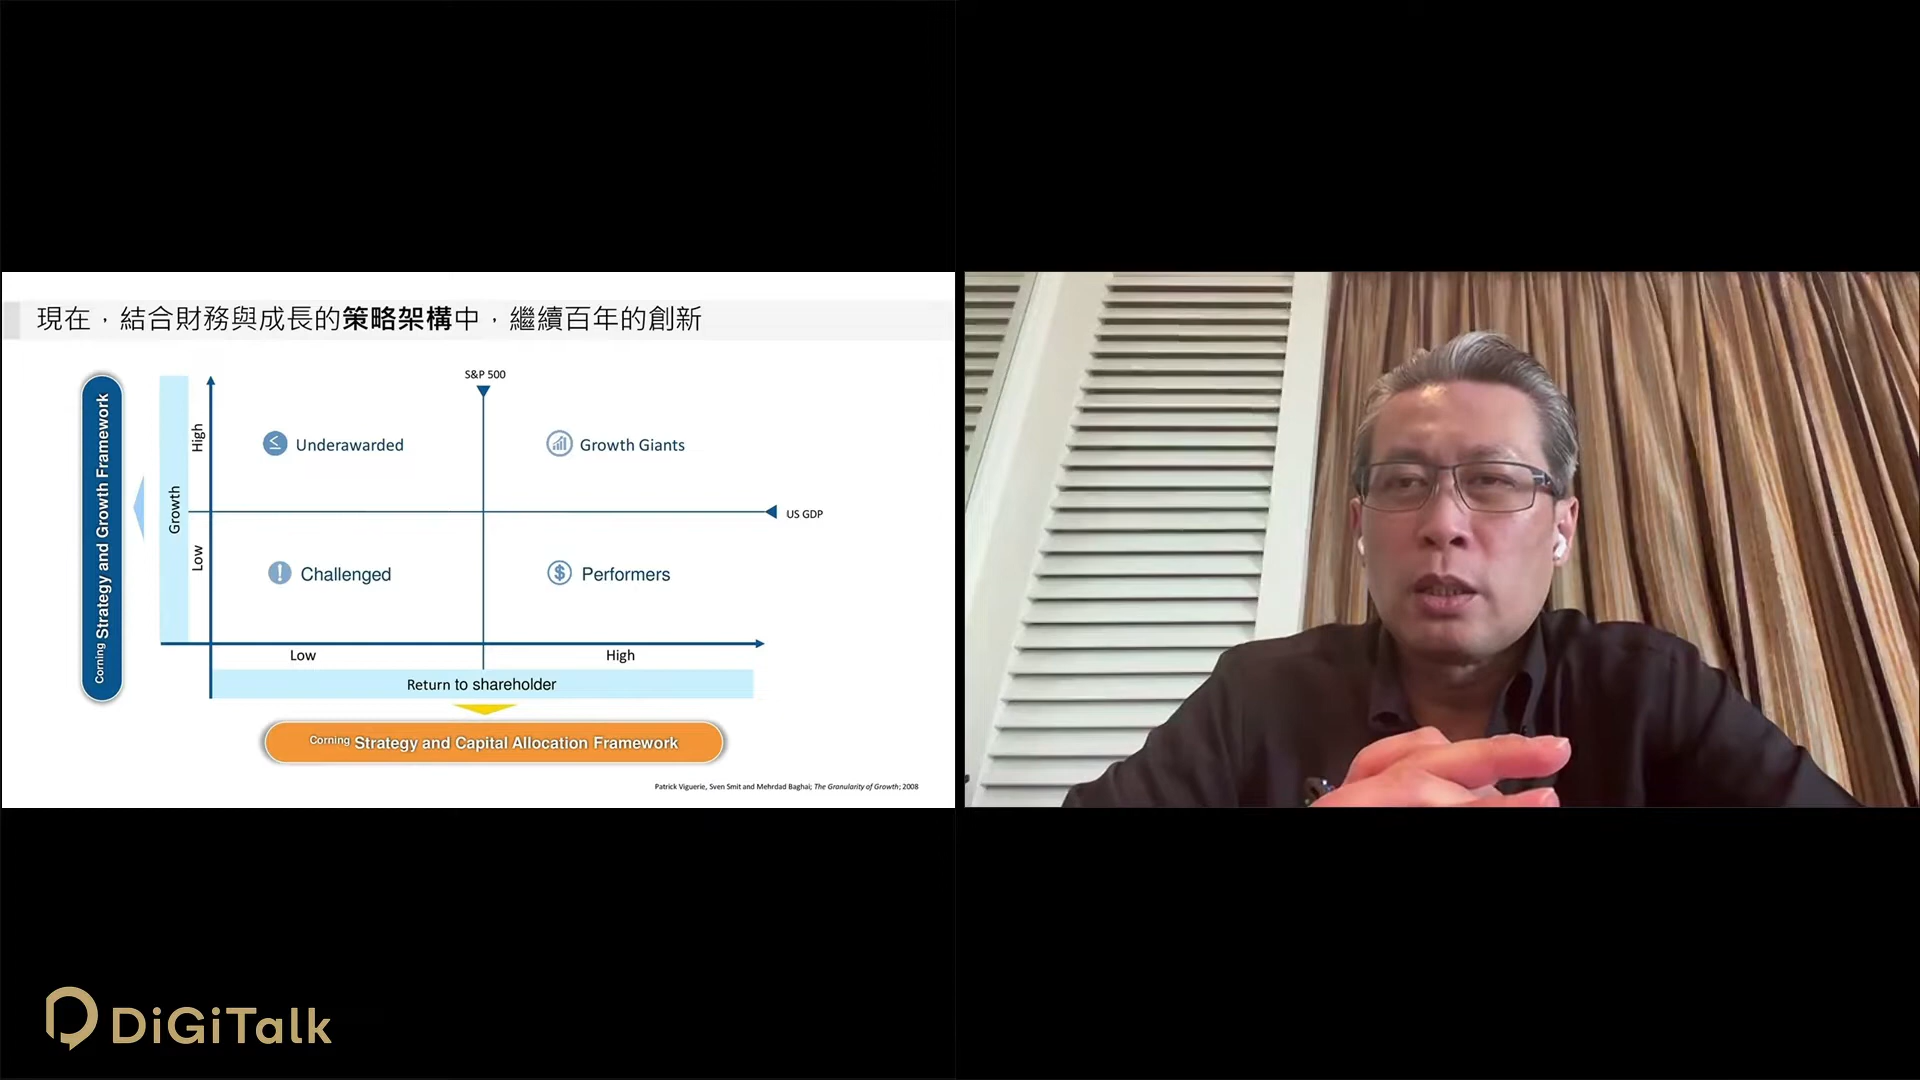 現在，結合財務與成長的策略架構中，繼續百年的創新
S&P 500
Corning Strategy and Growth Framework
Growth
High
Low
Underawarded
Growth Giants
US GDP
Challenged
Performers
Low
High
Return to shareholder
Corning Strategy and Capital Allocation Framework
Patrick Viguerie, Sven Smit and Mehrdad Baghai; The Granularity of Growth; 2008
DiGiTalk